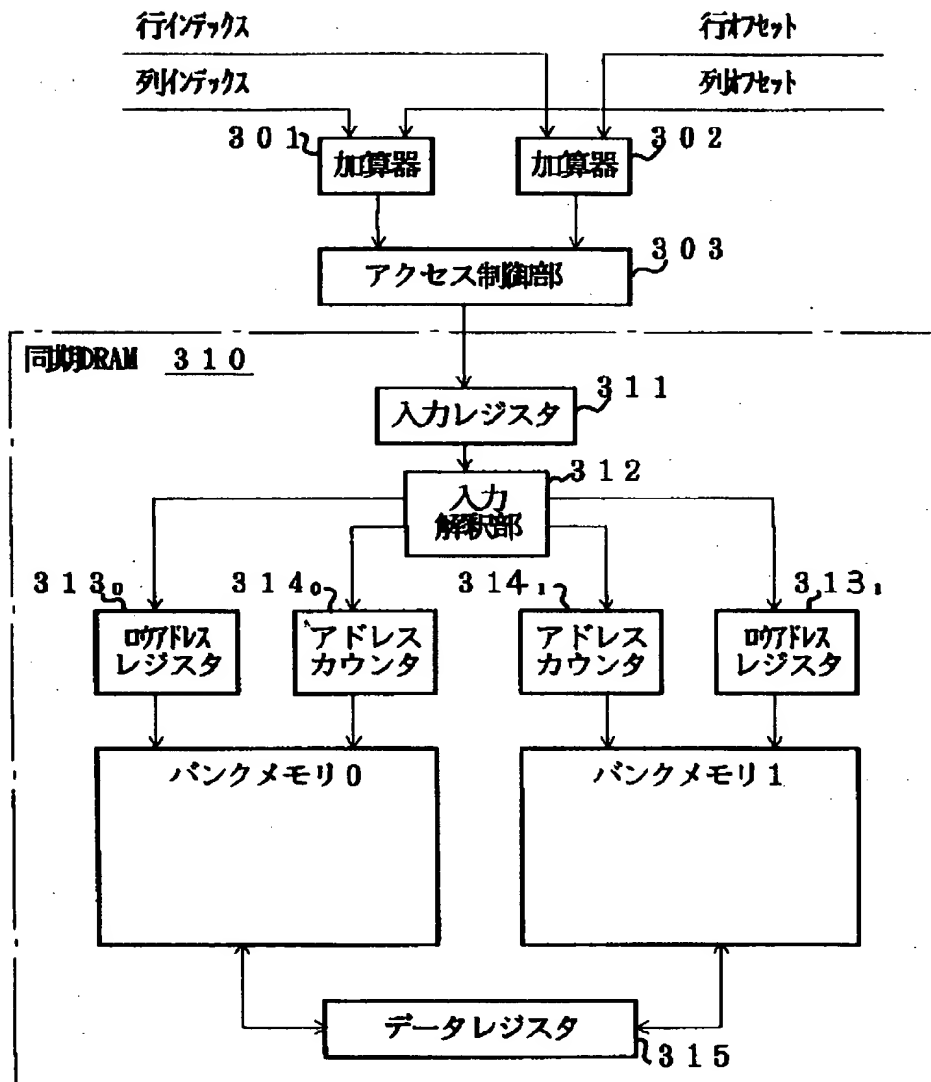 行インデックス
行オフセット
列インデックス
列オフセット
301
加算器
加算器
302
アクセス制御部
303
同期DRAM 310
入力レジスタ
311
入力
解釈部
312
313₀
ロウアドレス
レジスタ
314₀
アドレス
カウンタ
314₁
アドレス
カウンタ
313₁
ロウアドレス
レジスタ
バンクメモリ0
バンクメモリ1
データレジスタ
315